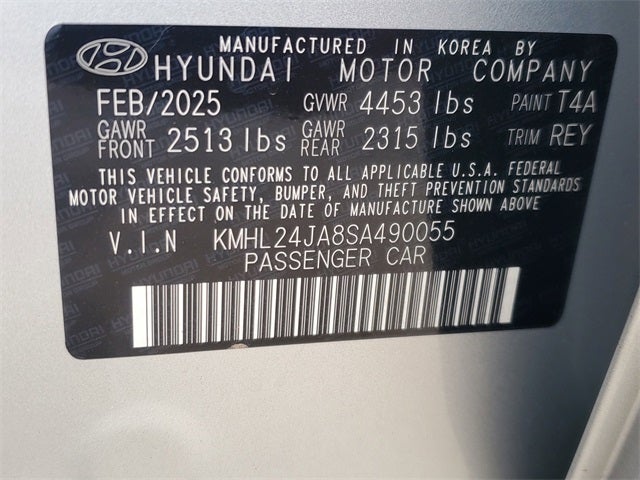 MANUFACTURED IN KOREA BY
HYUNDAI MOTOR COMPANY
FEB/2025 GVWR 4453 lbs PAINT T4A
GAWR FRONT 2513 lbs GAWR REAR 2315 lbs TRIM REY
THIS VEHICLE CONFORMS TO ALL APPLICABLE U.S.A. FEDERAL
MOTOR VEHICLE SAFETY, BUMPER, AND THEFT PREVENTION STANDARDS
IN EFFECT ON THE DATE OF MANUFACTURE SHOWN ABOVE
V.I.N KMHL24JA8SA490055
PASSENGER CAR